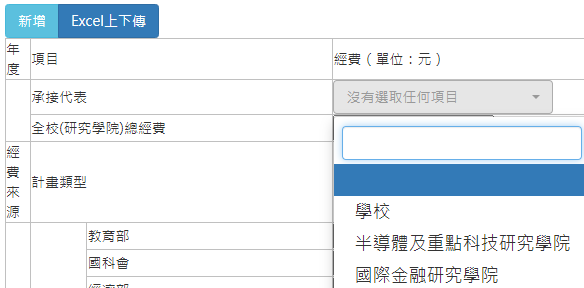 新增 Excel上下傳
年度 項目 經費（單位：元）
承接代表 沒有選取任何項目
全校(研究學院)總經費
經費來源 計畫類型
學校
教育部 半導體及重點科技研究學院
國科會 國際金融研究學院
經濟部